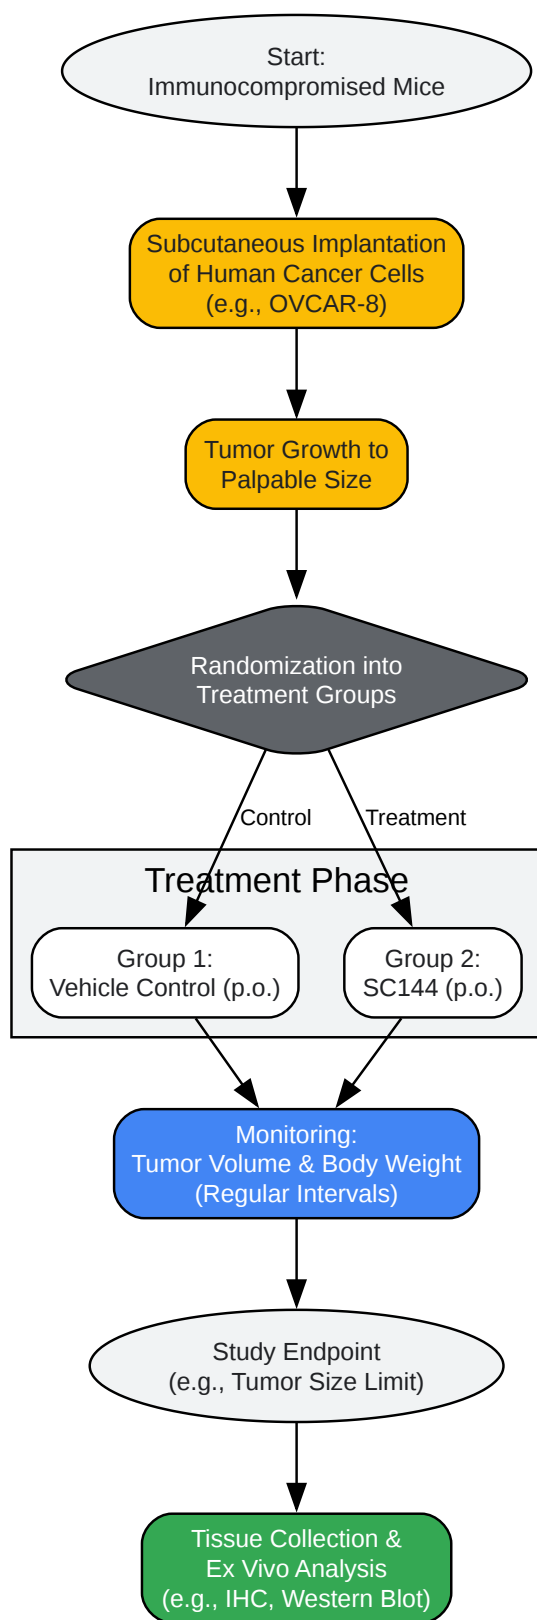 Start:
Immunocompromised Mice
Subcutaneous Implantation
of Human Cancer Cells
(e.g., OVCAR-8)
Tumor Growth to
Palpable Size
Randomization into
Treatment Groups
Control
Treatment
Treatment Phase
Group 1:
Vehicle Control (p.o.)
Group 2:
SC144 (p.o.)
Monitoring:
Tumor Volume & Body Weight
(Regular Intervals)
Study Endpoint
(e.g., Tumor Size Limit)
Tissue Collection &
Ex Vivo Analysis
(e.g., IHC, Western Blot)